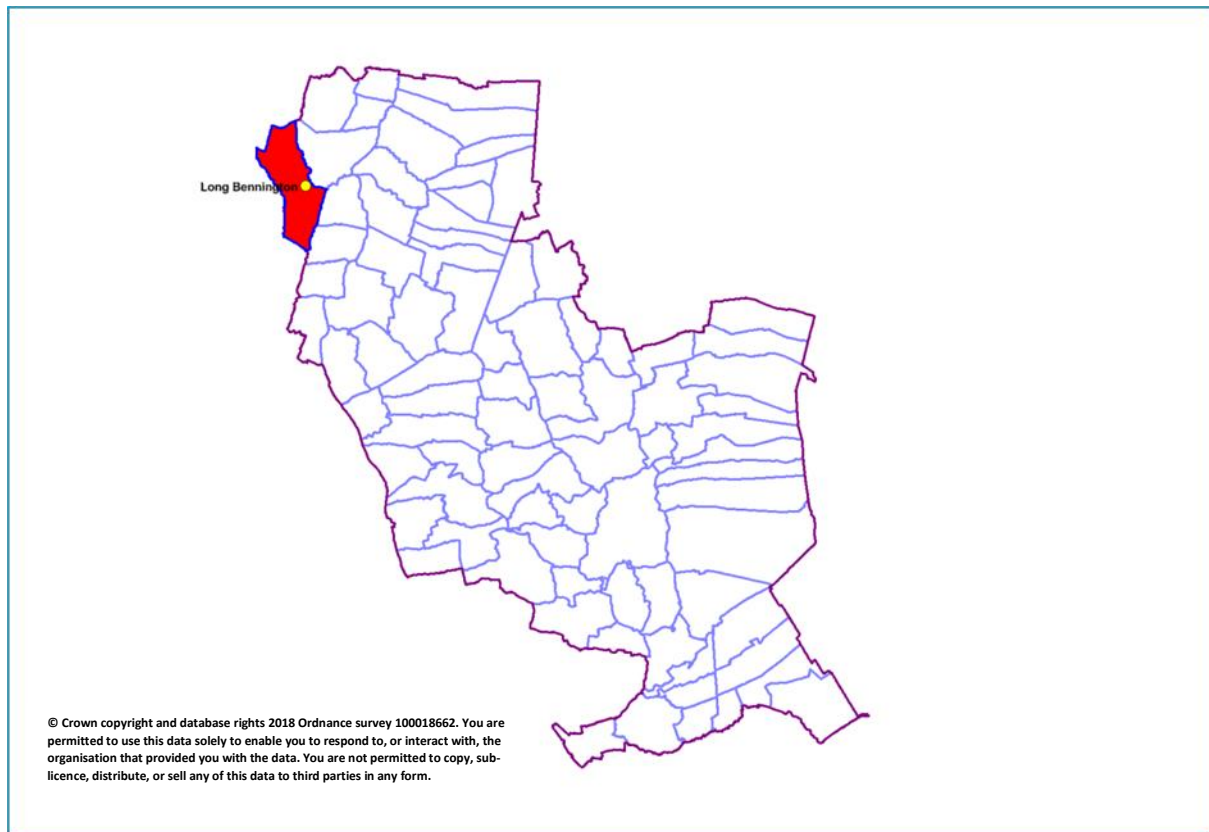 Long Bennington
© Crown copyright and database rights 2018 Ordnance survey 100018662. You are
permitted to use this data solely to enable you to respond to, or interact with, the
organisation that provided you with the data. You are not permitted to copy, sub-
licence, distribute, or sell any of this data to third parties in any form.